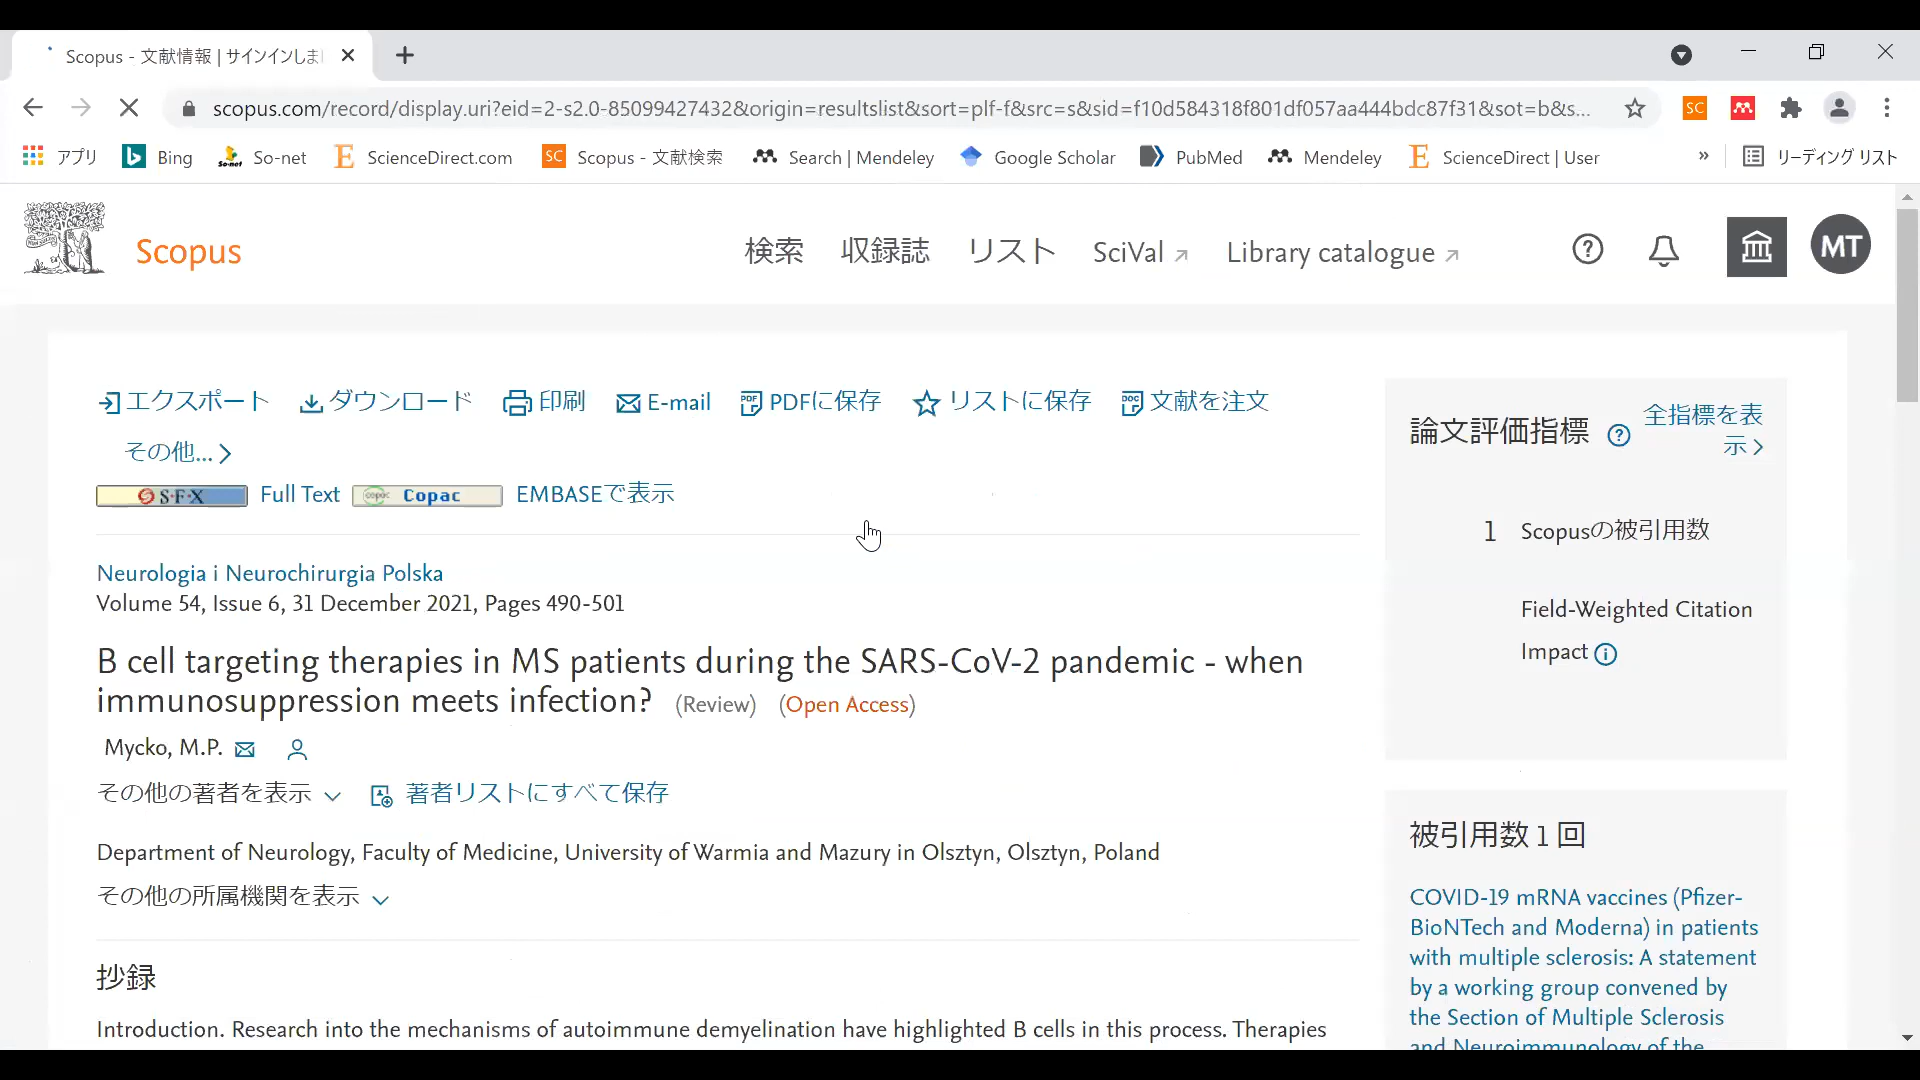 Scopus - 文献情報 | サインインしま
scopus.com/record/display.uri?eid=2-s2.0-85099427432&origin=resultslist&sort=plf-f&src=s&sid=f10d584318f801df057aa444bdc87f31&sot=b&s...
SC
アプリ Bing So-net ScienceDirect.com SC Scopus - 文献検索 Search | Mendeley Google Scholar PubMed Mendeley ScienceDirect | User » リーディング リスト
Scopus 検索 収録誌 リスト SciVal Library catalogue MT
エクスポート ダウンロード 印刷 E-mail PDFに保存 リストに保存 文献を注文
その他...
S·F·X Full Text copac Copac EMBASEで表示
Neurologia i Neurochirurgia Polska
Volume 54, Issue 6, 31 December 2021, Pages 490-501
B cell targeting therapies in MS patients during the SARS-CoV-2 pandemic - when
immunosuppression meets infection? (Review) (Open Access)
Mycko, M.P.
その他の著者を表示 著者リストにすべて保存
Department of Neurology, Faculty of Medicine, University of Warmia and Mazury in Olsztyn, Olsztyn, Poland
その他の所属機関を表示
抄録
Introduction. Research into the mechanisms of autoimmune demyelination have highlighted B cells in this process. Therapies
論文評価指標 全指標を表
示
1 Scopusの被引用数
Field-Weighted Citation
Impact
被引用数 1 回
COVID-19 mRNA vaccines (Pfizer-
BioNTech and Moderna) in patients
with multiple sclerosis: A statement
by a working group convened by
the Section of Multiple Sclerosis
and Neuroimmunology of the